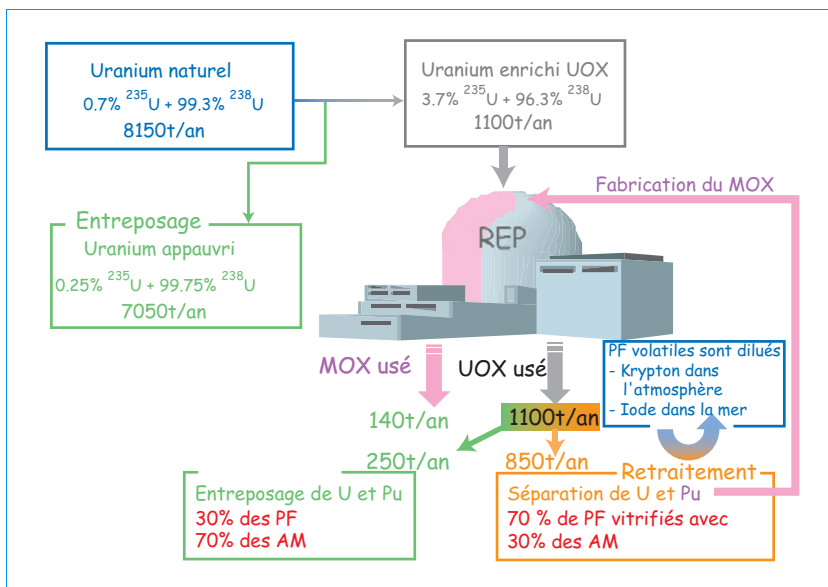 Uranium naturel
0.7% ²³⁵U + 99.3% ²³⁸U
8150t/an
Uranium enrichi UOX
3.7% ²³⁵U + 96.3% ²³⁸U
1100t/an
Fabrication du MOX
Entreposage
Uranium appauvri
0.25% ²³⁵U + 99.75% ²³⁸U
7050t/an
REP
MOX usé
UOX usé
PF volatiles sont dilués
- Krypton dans
l'atmosphère
- Iode dans la mer
140t/an
1100t/an
250t/an
850t/an
Retraitement
Entreposage de U et Pu
30% des PF
70% des AM
Séparation de U et Pu
70 % de PF vitrifiés avec
30% des AM